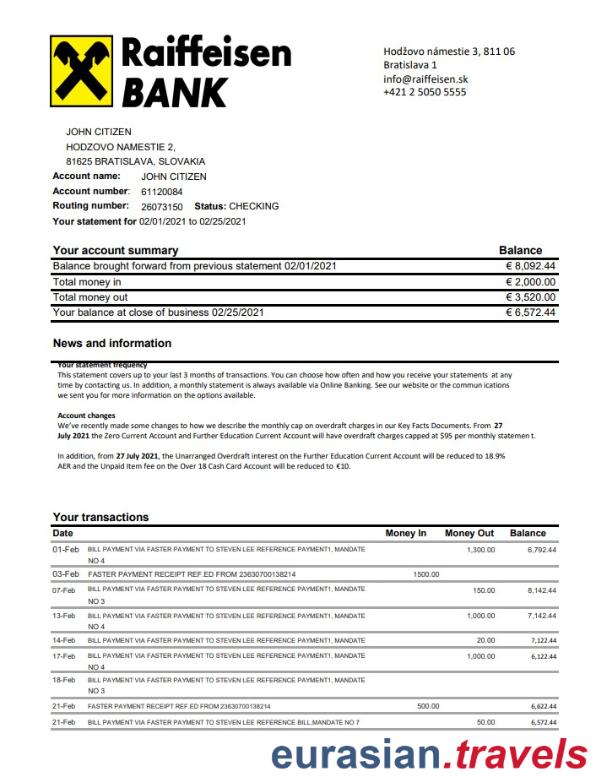 Raiffeisen
BANK
Hodžovo námestie 3, 811 06
Bratislava 1
info@raiffeisen.sk
+421 2 5050 5555
JOHN CITIZEN
HODZOVO NAMESTIE 2,
81625 BRATISLAVA, SLOVAKIA
Account name: JOHN CITIZEN
Account number: 61120084
Routing number: 26073150 Status: CHECKING
Your statement for 02/01/2021 to 02/25/2021
Your account summary Balance
Balance brought forward from previous statement 02/01/2021 € 8,092.44
Total money in € 2,000.00
Total money out € 3,520.00
Your balance at close of business 02/25/2021 € 6,572.44
News and information
Your statement frequency
This statement covers up to your last 3 months of transactions. You can choose how often and how you receive your statements at any
time by contacting us. In addition, a monthly statement is always available via Online Banking. See our website or the commun ications
we sent you for more information on the options available.
Account changes
We've recently made some changes to how we describe the monthly cap on overdraft charges in our Key Facts Documents. From 27
July 2021 the Zero Current Account and Further Education Current Account will have overdraft charges capped at $95 per monthly statemen t.
In addition, from 27 July 2021, the Unarranged Overdraft interest on the Further Education Current Account will be reduced to 18.9%
AER and the Unpaid Item fee on the Over 18 Cash Card Account will be reduced to €10.
Your transactions
Date Money In Money Out Balance
01-Feb BILL PAYMENT VIA FASTER PAYMENT TO STEVEN LEE REFERENCE PAYMENT1, MANDATE 1,300.00 6,792.44
NO 4
03-Feb FASTER PAYMENT RECEIPT REF.ED FROM 23630700138214 1500.00
07-Feb BILL PAYMENT VIA FASTER PAYMENT TO STEVEN LEE REFERENCE PAYMENT1, MANDATE 150.00 8,142.44
NO 3
13-Feb BILL PAYMENT VIA FASTER PAYMENT TO STEVEN LEE REFERENCE PAYMENT1, MANDATE 1,000.00 7,142.44
NO 4
14-Feb BILL PAYMENT VIA FASTER PAYMENT TO STEVEN LEE REFERENCE PAYMENT1, MANDATE 20.00 7,122.44
17-Feb BILL PAYMENT VIA FASTER PAYMENT TO STEVEN LEE REFERENCE PAYMENT1, MANDATE 1,000.00 6,122.44
NO 4
18-Feb BILL PAYMENT VIA FASTER PAYMENT TO STEVEN LEE REFERENCE PAYMENT1, MANDATE
NO 3
21-Feb FASTER PAYMENT RECEIPT REF.ED FROM 23630700138214 500.00 6,622.44
21-Feb BILL PAYMENT VIA FASTER PAYMENT TO STEVEN LEE REFERENCE BILL,MANDATE NO 7 50.00 6,572.44
eurasian.travels